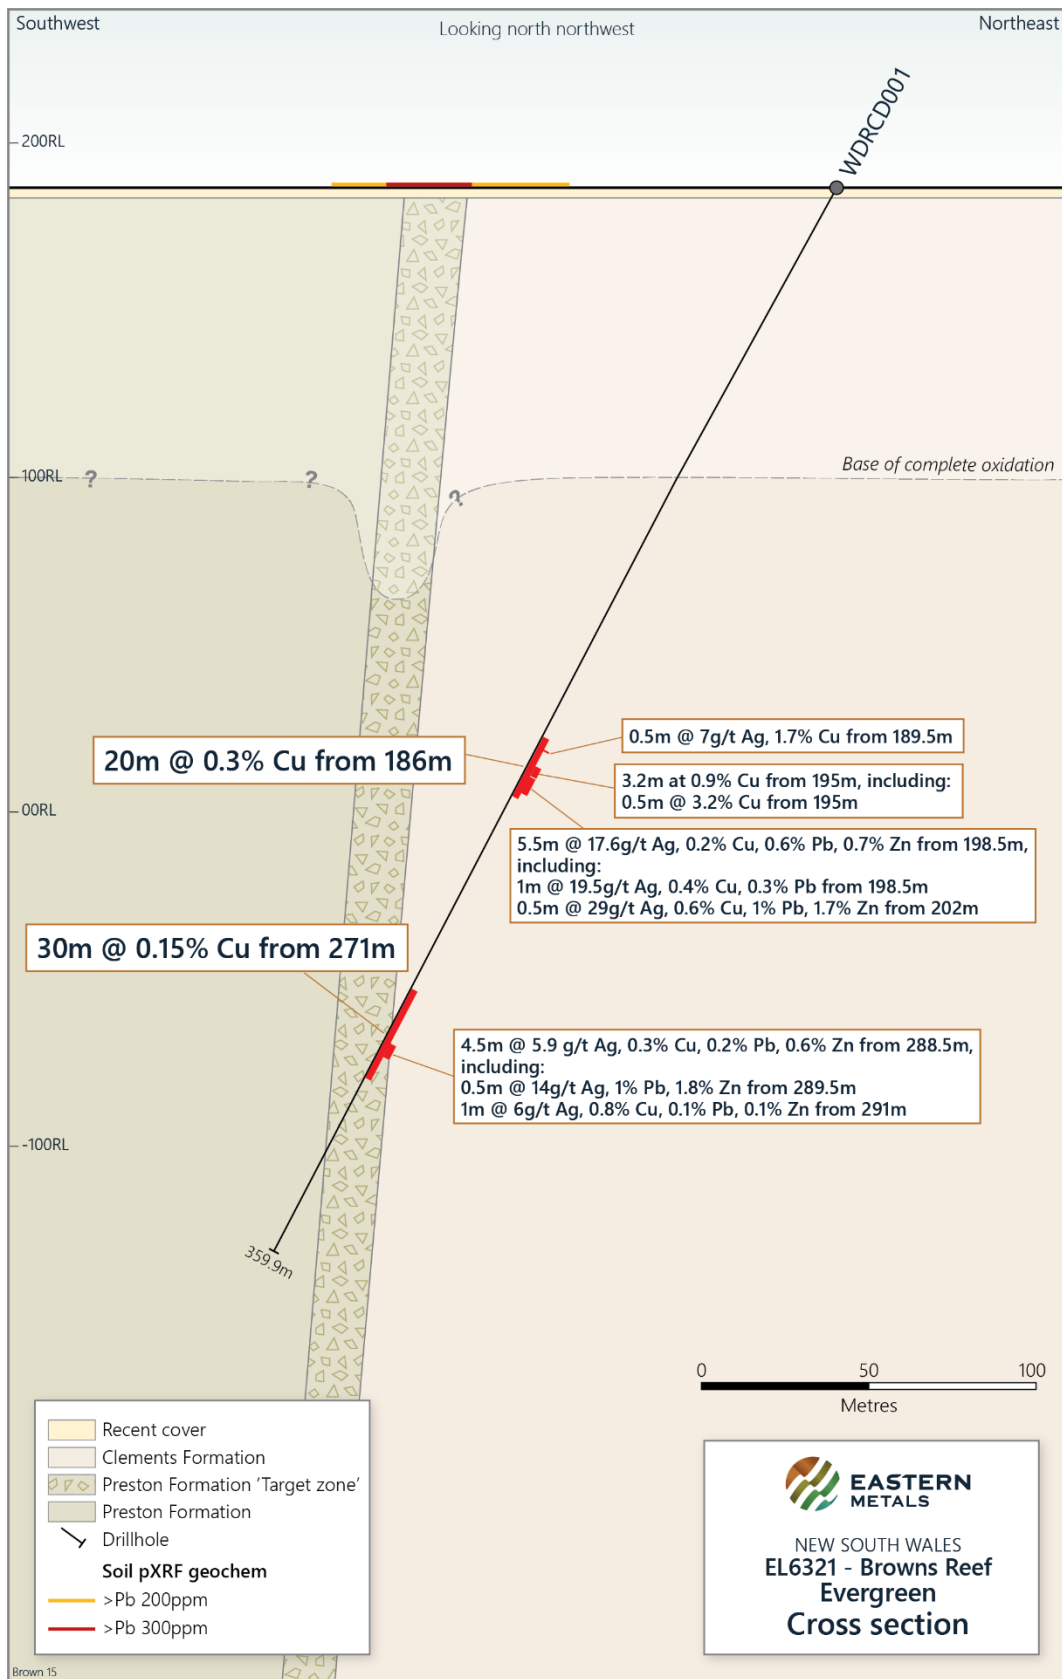 Southwest
Looking north northwest
Northeast
WDRCD001
200RL
Base of complete oxidation
100RL
?
?
?
0.5m @ 7g/t Ag, 1.7% Cu from 189.5m
20m @ 0.3% Cu from 186m
3.2m at 0.9% Cu from 195m, including:
0.5m @ 3.2% Cu from 195m
00RL
5.5m @ 17.6g/t Ag, 0.2% Cu, 0.6% Pb, 0.7% Zn from 198.5m,
including:
1m @ 19.5g/t Ag, 0.4% Cu, 0.3% Pb from 198.5m
0.5m @ 29g/t Ag, 0.6% Cu, 1% Pb, 1.7% Zn from 202m
30m @ 0.15% Cu from 271m
4.5m @ 5.9 g/t Ag, 0.3% Cu, 0.2% Pb, 0.6% Zn from 288.5m,
including:
0.5m @ 14g/t Ag, 1% Pb, 1.8% Zn from 289.5m
1m @ 6g/t Ag, 0.8% Cu, 0.1% Pb, 0.1% Zn from 291m
-100RL
359.9m
0 50 100
Metres
Recent cover
Clements Formation
Preston Formation 'Target zone'
Preston Formation
Drillhole
Soil pXRF geochem
>Pb 200ppm
>Pb 300ppm
EASTERN
METALS
NEW SOUTH WALES
EL6321 - Browns Reef
Evergreen
Cross section
Brown 15